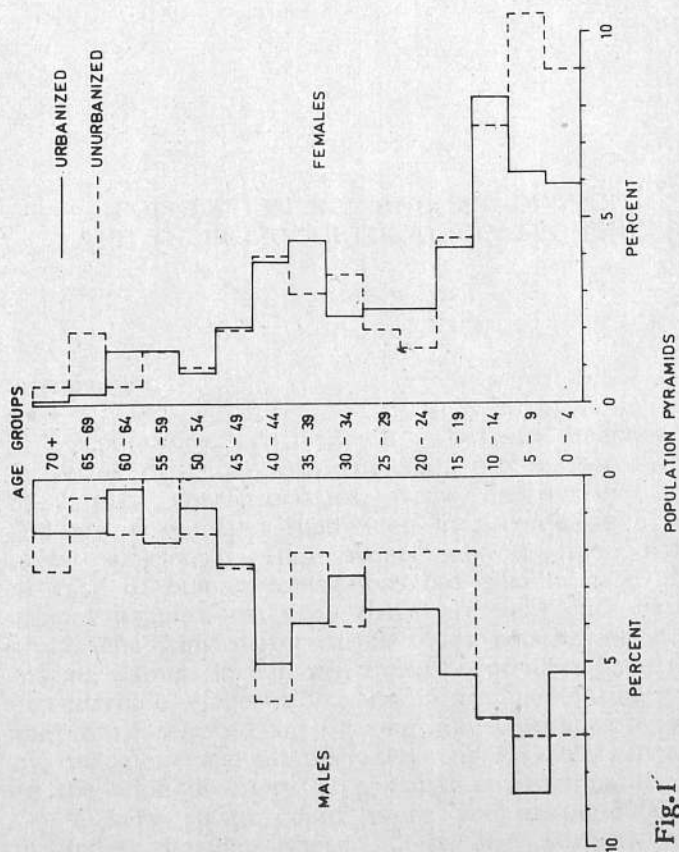 AGE GROUPS
URBANIZED
UNURBANIZED
70 +
65 - 69
60 - 64
55 - 59
50 - 54
45 - 49
40 - 44
35 - 39
30 - 34
25 - 29
20 - 24
15 - 19
10 - 14
5 - 9
0 - 4
MALES
FEMALES
10 5 0 0 5 10
PERCENT PERCENT
POPULATION PYRAMIDS
Fig.1